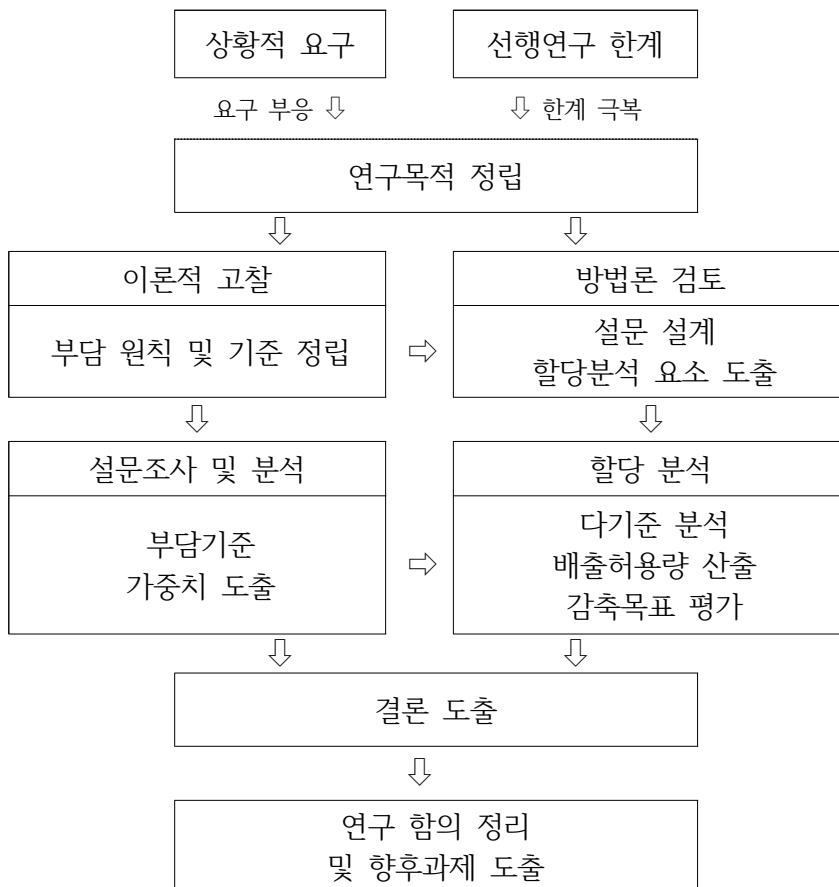 상황적 요구
선행연구 한계
요구 부응 ⇩
⇩ 한계 극복
연구목적 정립
⇩ ⇩
이론적 고찰
부담 원칙 및 기준 정립
⇨
방법론 검토
설문 설계
할당분석 요소 도출
⇩ ⇩
설문조사 및 분석
부담기준
가중치 도출
⇨
할당 분석
다기준 분석
배출허용량 산출
감축목표 평가
⇩ ⇩
결론 도출
⇩
연구 함의 정리
및 향후과제 도출